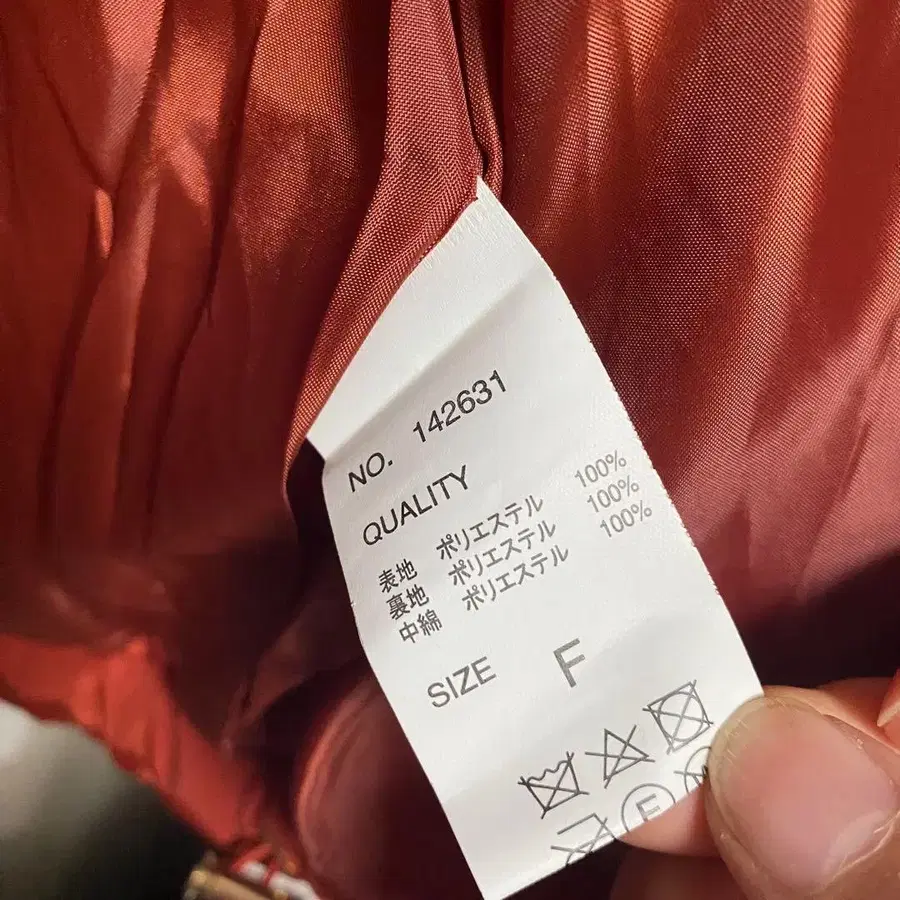 NO. 142631
QUALITY
表地 ポリエステル 100%
裏地 ポリエステル 100%
中綿 ポリエステル 100%
SIZE F
F